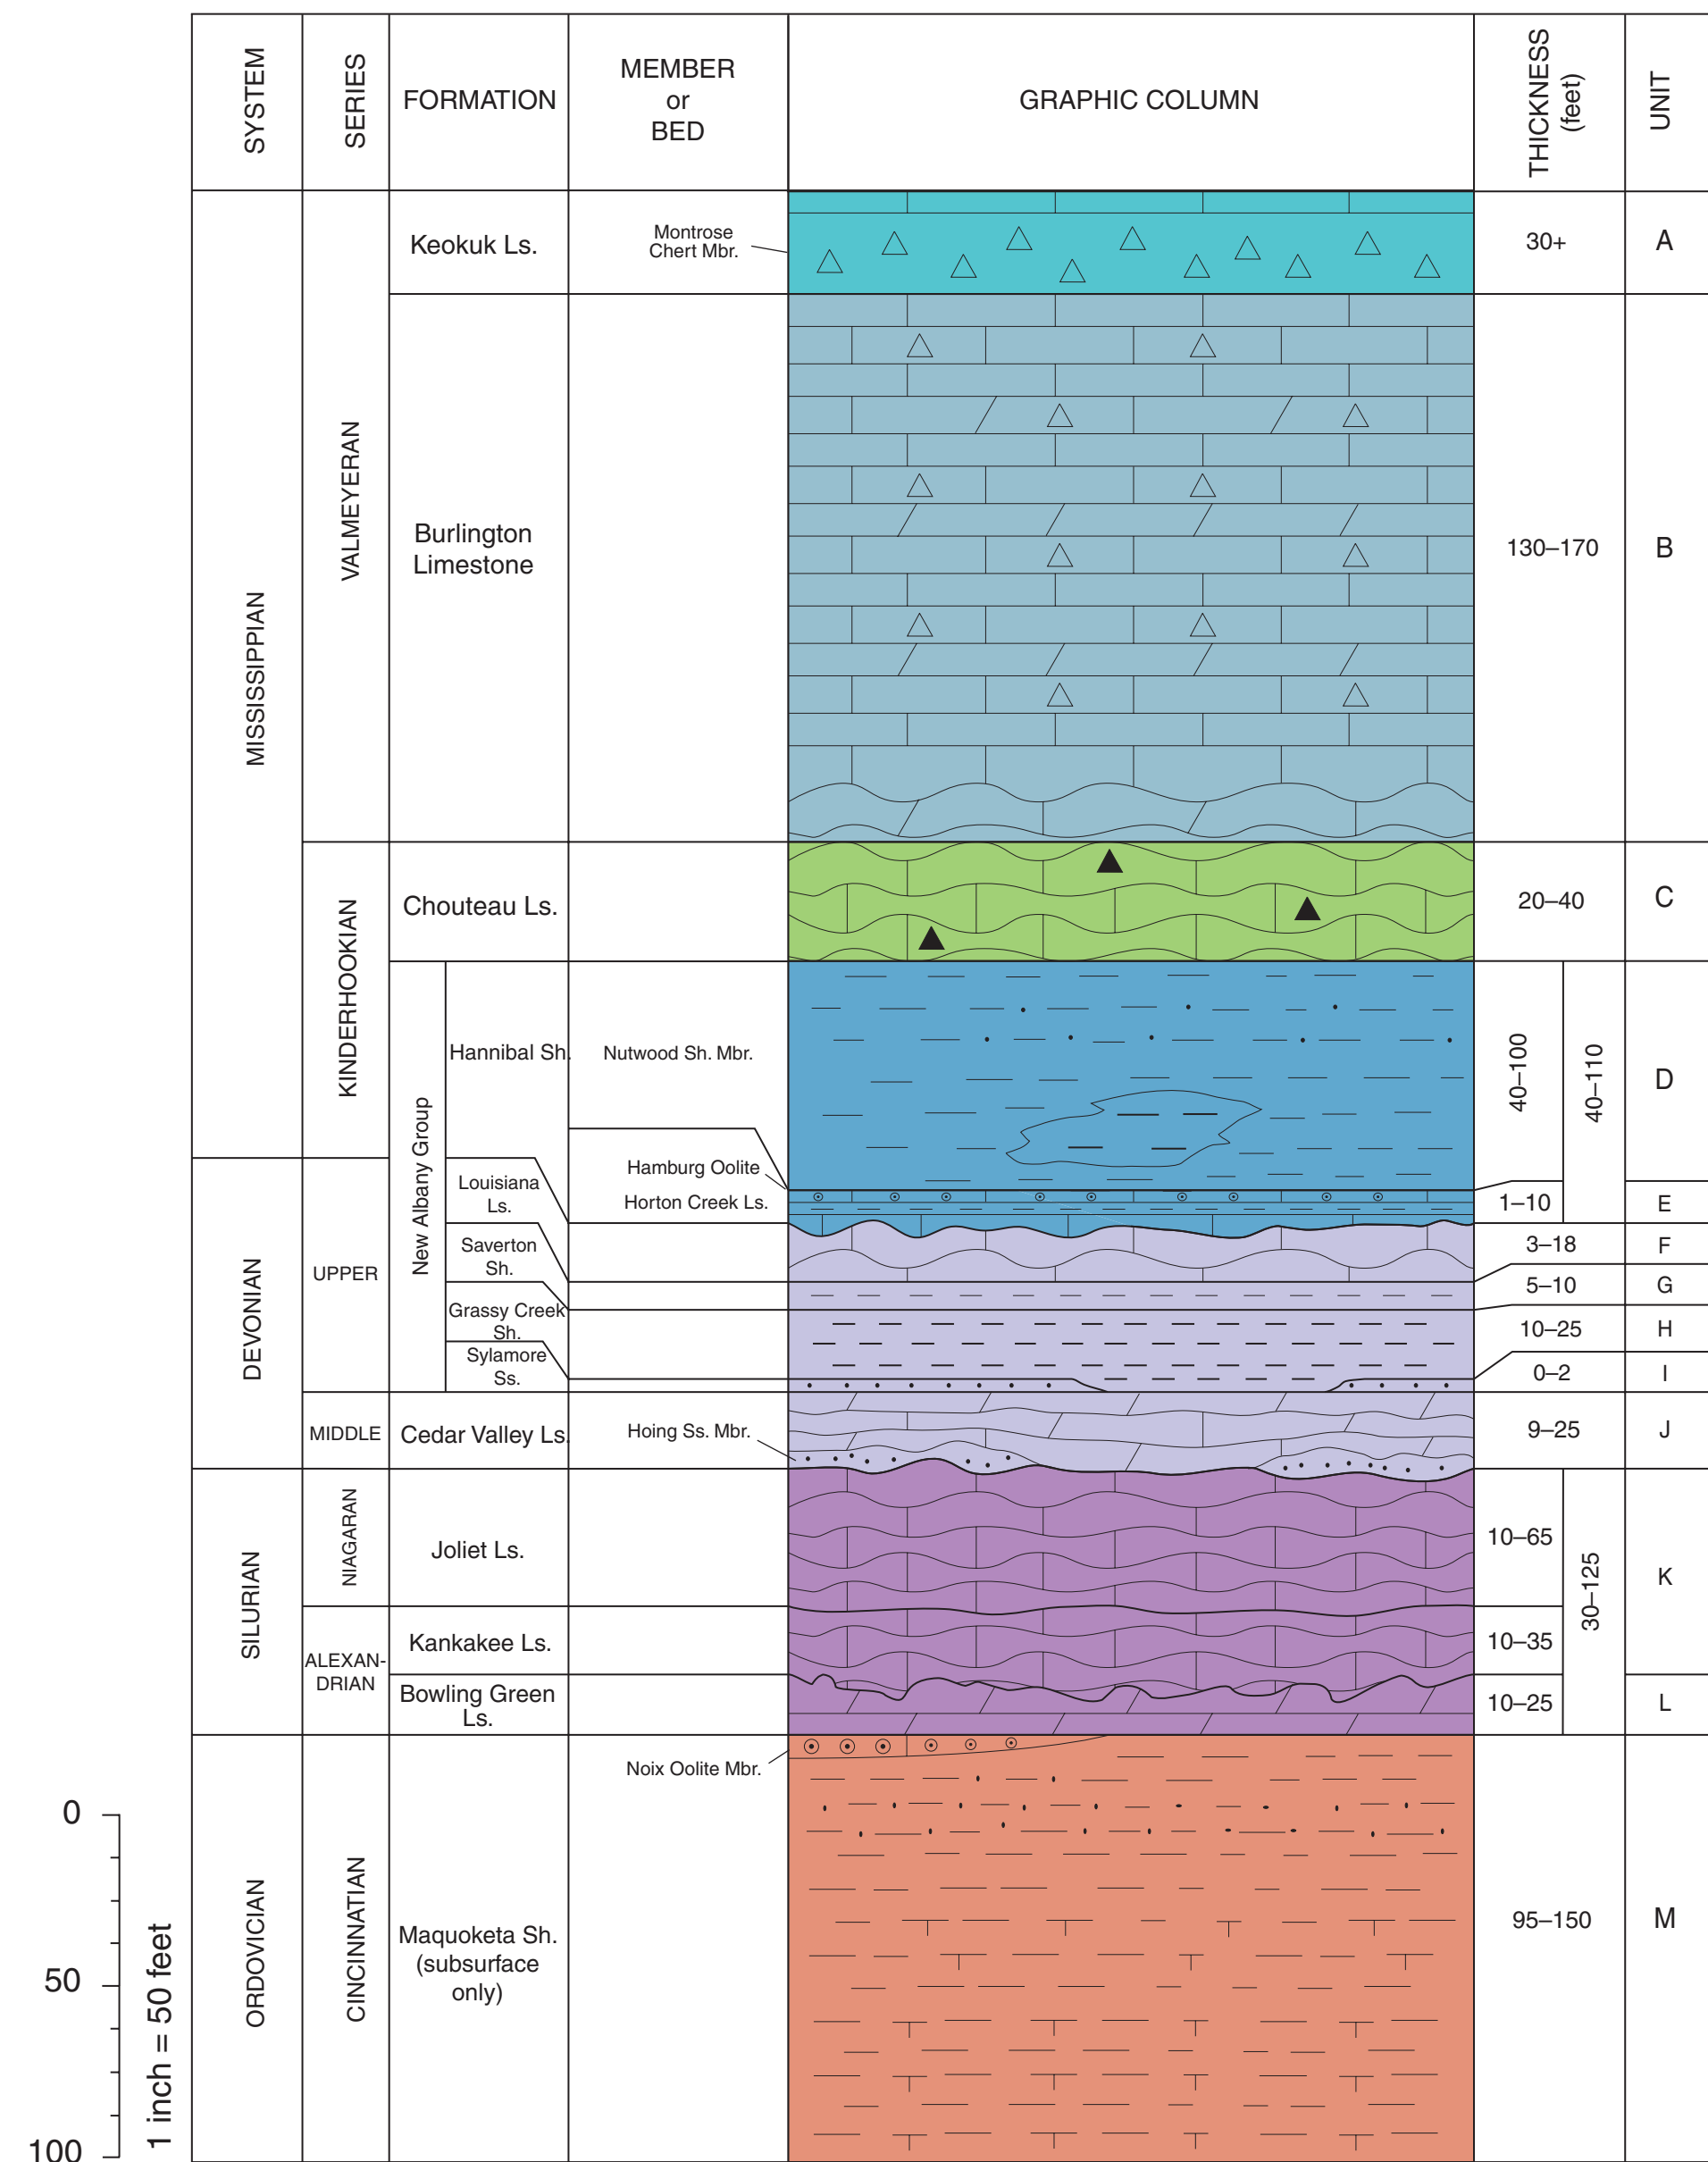 SYSTEM
SERIES
FORMATION
MEMBER
or
BED
GRAPHIC COLUMN
THICKNESS
(feet)
UNIT
MISSISSIPPIAN
VALMEYERAN
Keokuk Ls.
Montrose
Chert Mbr.
30+
A
Burlington
Limestone
130–170
B
KINDERHOOKIAN
Chouteau Ls.
20–40
C
New Albany Group
Hannibal Sh.
Nutwood Sh. Mbr.
40–100
40–110
D
Hamburg Oolite
Horton Creek Ls.
1–10
E
DEVONIAN
UPPER
Louisiana
Ls.
3–18
F
Saverton
Sh.
5–10
G
Grassy Creek
Sh.
10–25
H
Sylamore
Ss.
0–2
I
MIDDLE
Cedar Valley Ls.
Hoing Ss. Mbr.
9–25
J
SILURIAN
NIAGARAN
Joliet Ls.
10–65
30–125
K
ALEXAN-
DRIAN
Kankakee Ls.
10–35
Bowling Green
Ls.
10–25
L
ORDOVICIAN
CINCINNATIAN
Noix Oolite Mbr.
Maquoketa Sh.
(subsurface
only)
95–150
M
0
50
100
1 inch = 50 feet